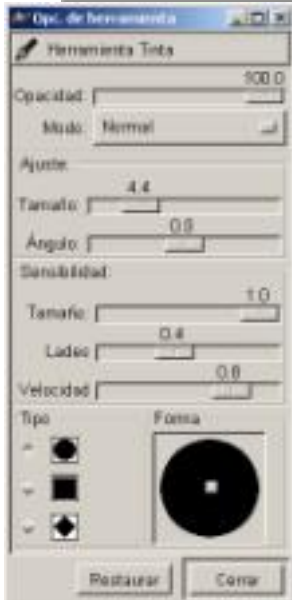 Opc. de herramienta
Herramienta Tinta
100.0
Opacidad:
Modo: Normal
Ajuste
4.4
Tamaño:
0.0
Ángulo:
Sensibilidad
1.0
Tamaño:
0.4
Ladeo
0.8
Velocidad
Tipo Forma
Restaurar Cerrar